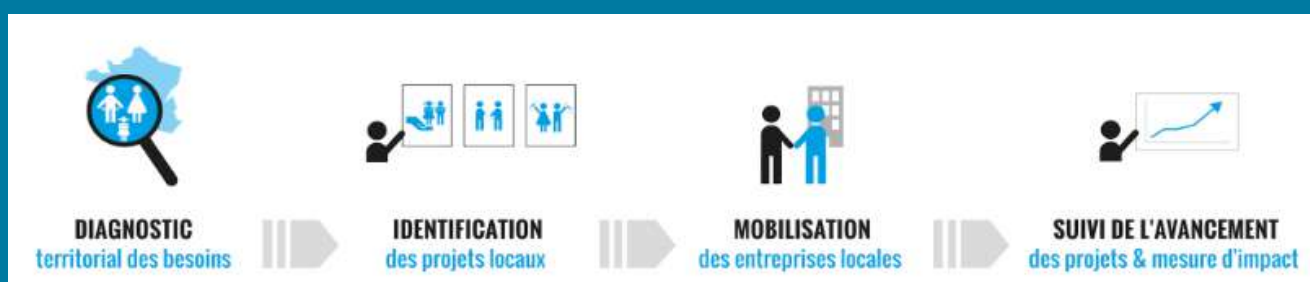 DIAGNOSTIC
territorial des besoins
IDENTIFICATION
des projets locaux
MOBILISATION
des entreprises locales
SUIVI DE L'AVANCEMENT
des projets & mesure d'impact